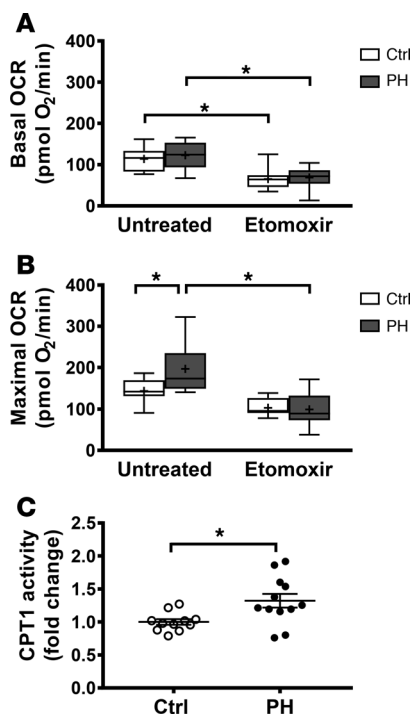 A
Basal OCR
(pmol O₂/min)
400
300
200
100
0
*
*
Ctrl
PH
Untreated
Etomoxir
B
Maximal OCR
(pmol O₂/min)
400
300
200
100
0
*
*
Ctrl
PH
Untreated
Etomoxir
C
CPT1 activity
(fold change)
2.5
2.0
1.5
1.0
0.5
0.0
*
Ctrl
PH